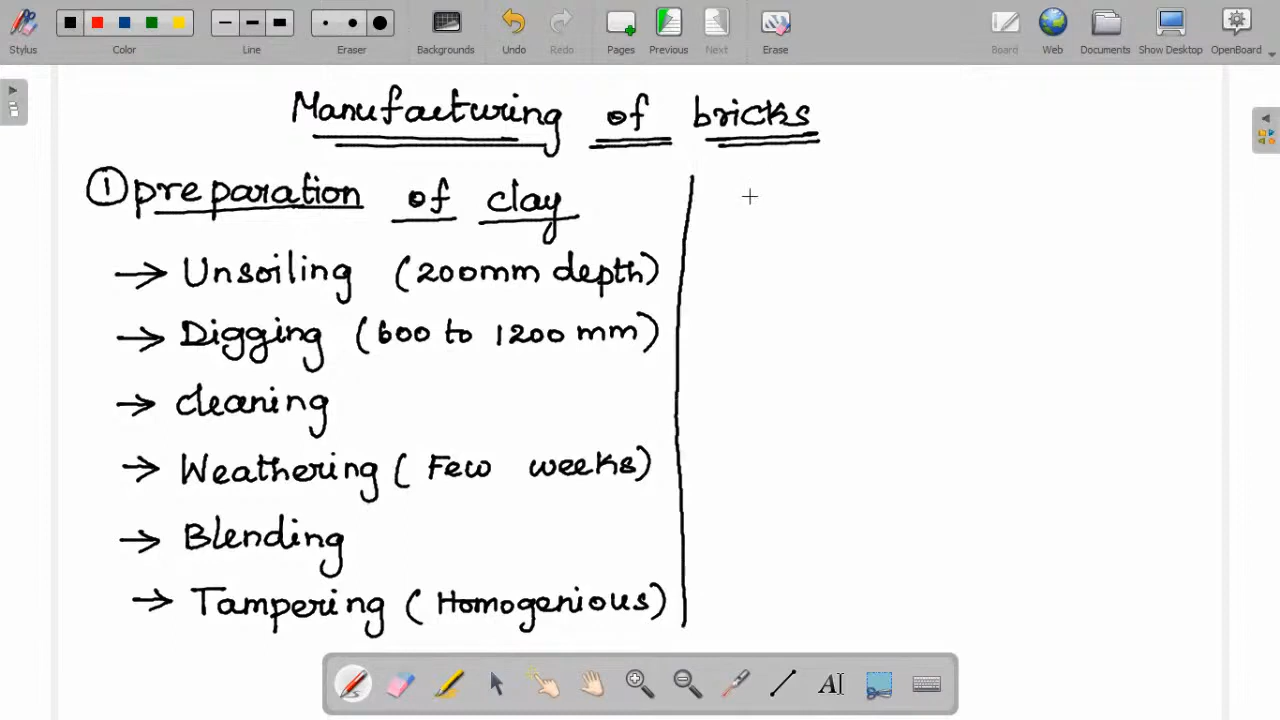 Stylus Color Line Eraser Backgrounds Undo Redo Pages Previous Next Erase Board Web Documents Show Desktop OpenBoard
Manufacturing of bricks
① preparation of clay
→ Unsoiling (200mm depth)
→ Digging (600 to 1200 mm)
→ cleaning
→ Weathering (Few weeks)
→ Blending
→ Tampering (Homogenious)
AI